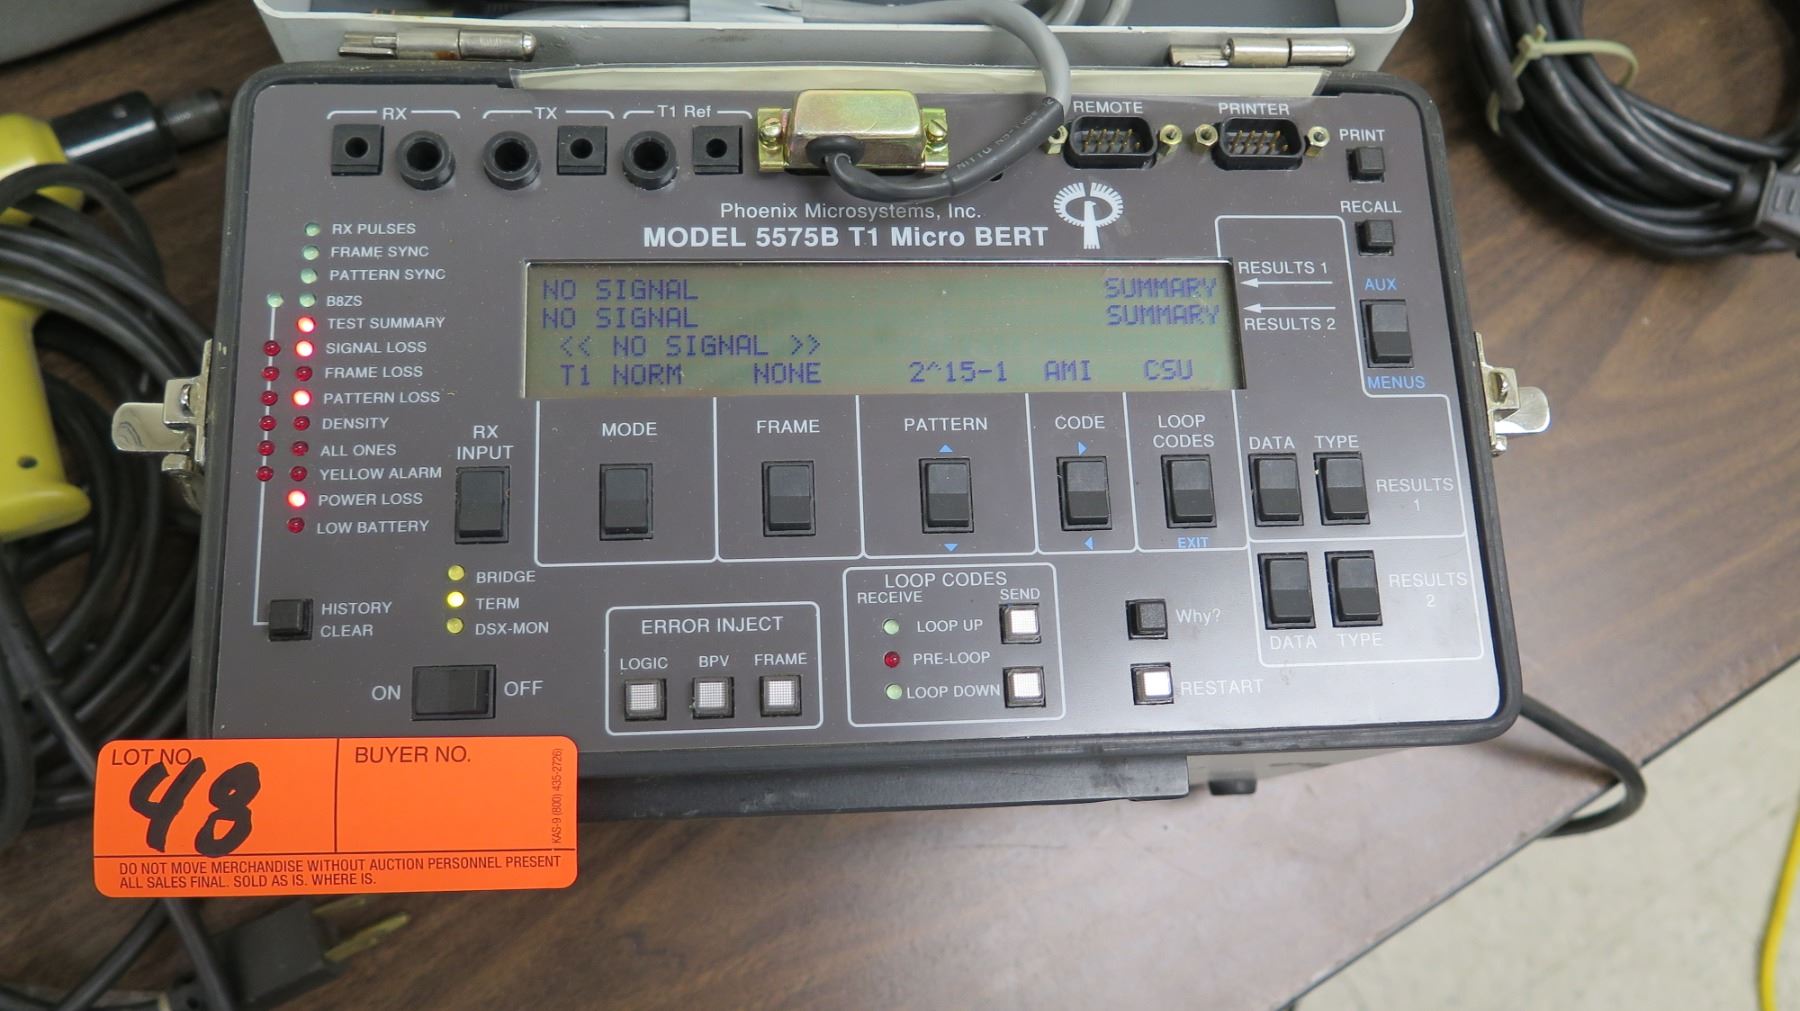 RX
TX
T1 Ref
REMOTE
PRINTER
PRINT
RECALL
Phoenix Microsystems, Inc.
MODEL 5575B T1 Micro BERT
RX PULSES
FRAME SYNC
PATTERN SYNC
B8ZS
TEST SUMMARY
SIGNAL LOSS
FRAME LOSS
PATTERN LOSS
DENSITY
ALL ONES
YELLOW ALARM
POWER LOSS
LOW BATTERY
NO SIGNAL SUMMARY
NO SIGNAL SUMMARY
<< NO SIGNAL >>
T1 NORM NONE 2^15-1 AMI CSU
RESULTS 1
RESULTS 2
AUX
MENUS
RX
INPUT
MODE
FRAME
PATTERN
CODE
LOOP
CODES
EXIT
DATA TYPE
RESULTS
1
RESULTS
2
DATA TYPE
HISTORY
CLEAR
BRIDGE
TERM
DSX-MON
ON OFF
ERROR INJECT
LOGIC BPV FRAME
LOOP CODES
RECEIVE SEND
LOOP UP
PRE-LOOP
LOOP DOWN
Why?
RESTART
LOT NO.
48
BUYER NO.
KAS-9 (800) 435-2726)
DO NOT MOVE MERCHANDISE WITHOUT AUCTION PERSONNEL PRESENT
ALL SALES FINAL. SOLD AS IS. WHERE IS.